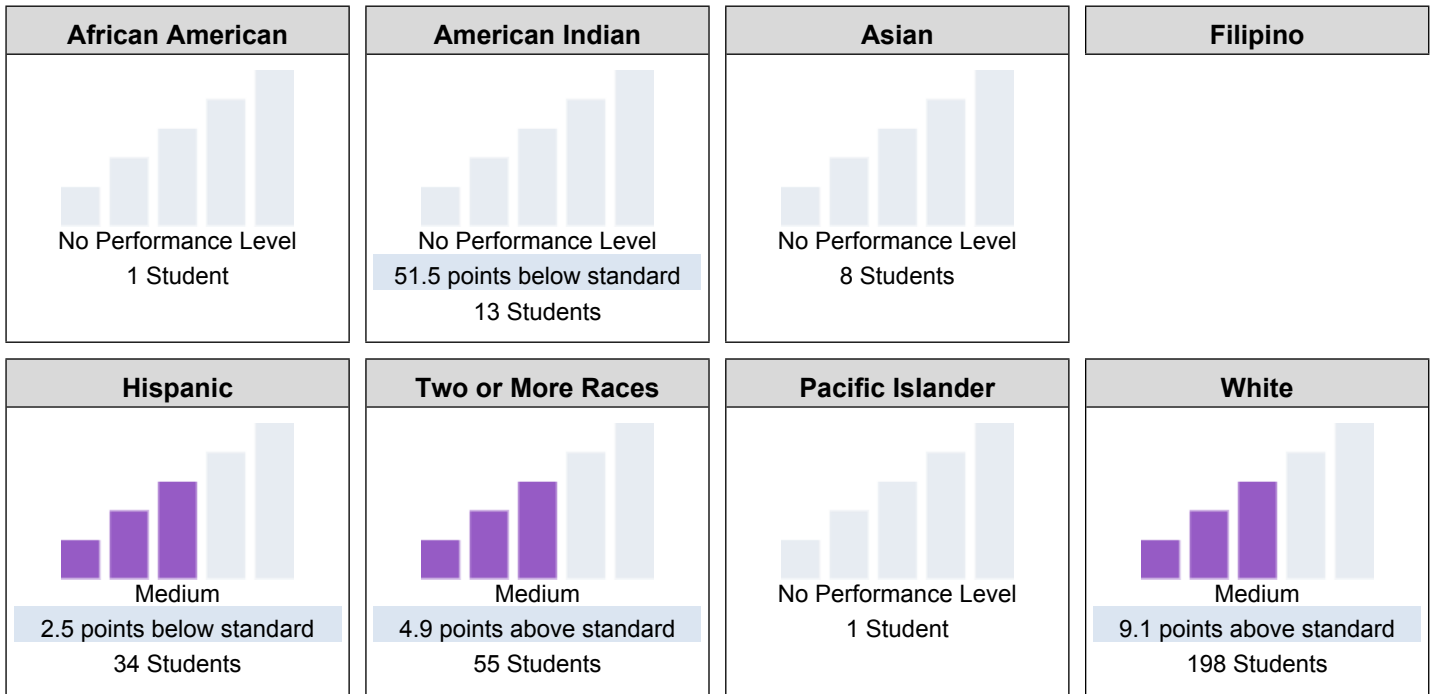 African American
No Performance Level
1 Student
American Indian
No Performance Level
51.5 points below standard
13 Students
Asian
No Performance Level
8 Students
Filipino
Hispanic
Medium
2.5 points below standard
34 Students
Two or More Races
Medium
4.9 points above standard
55 Students
Pacific Islander
No Performance Level
1 Student
White
Medium
9.1 points above standard
198 Students